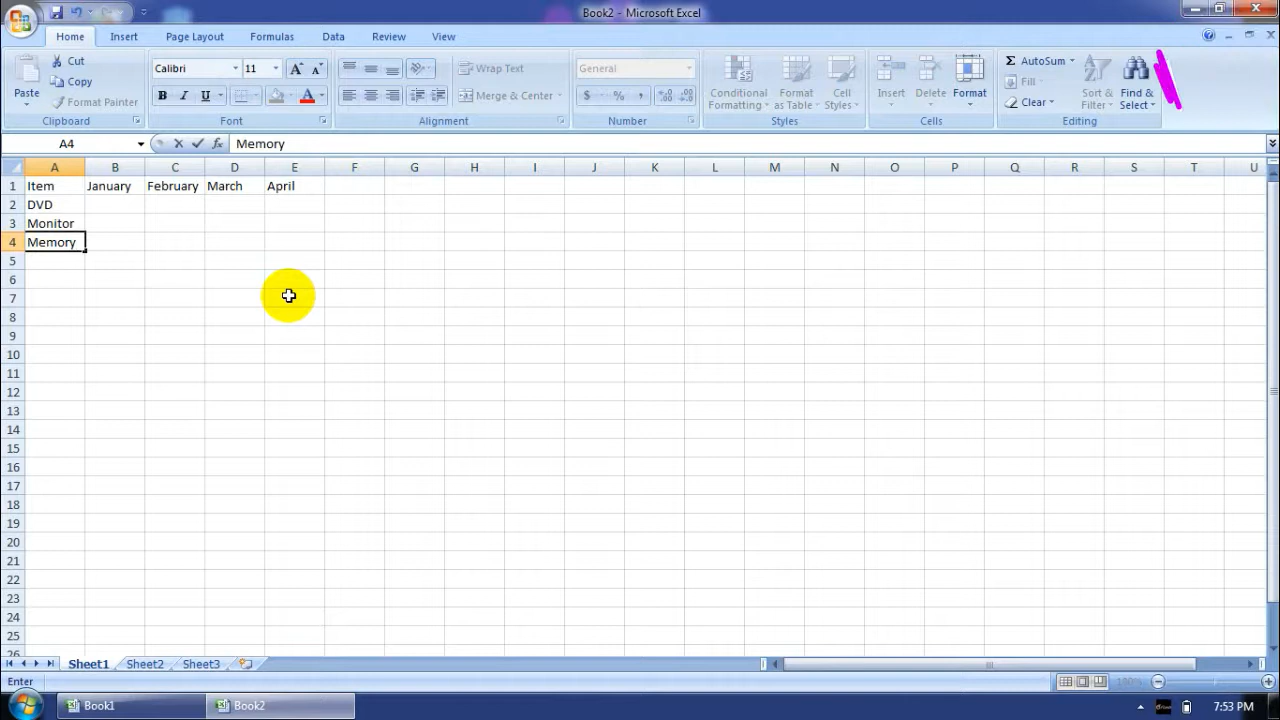 Book2 - Microsoft Excel
Home Insert Page Layout Formulas Data Review View
Paste
Cut
Copy
Format Painter
Clipboard
Calibri 11
B I U
Font
Wrap Text
Merge & Center
Alignment
General
$ % ,
Number
Conditional Formatting
Format as Table
Cell Styles
Styles
Insert
Delete
Format
Cells
Σ AutoSum
Fill
Clear
Sort & Filter
Find & Select
Editing
A4 fx Memory
A B C D E F G H I J K L M N O P Q R S T U
1 Item January February March April
2 DVD
3 Monitor
4 Memory
5
6
7
8
9
10
11
12
13
14
15
16
17
18
19
20
21
22
23
24
25
26
Sheet1 Sheet2 Sheet3
Enter
Book1 Book2 7:53 PM